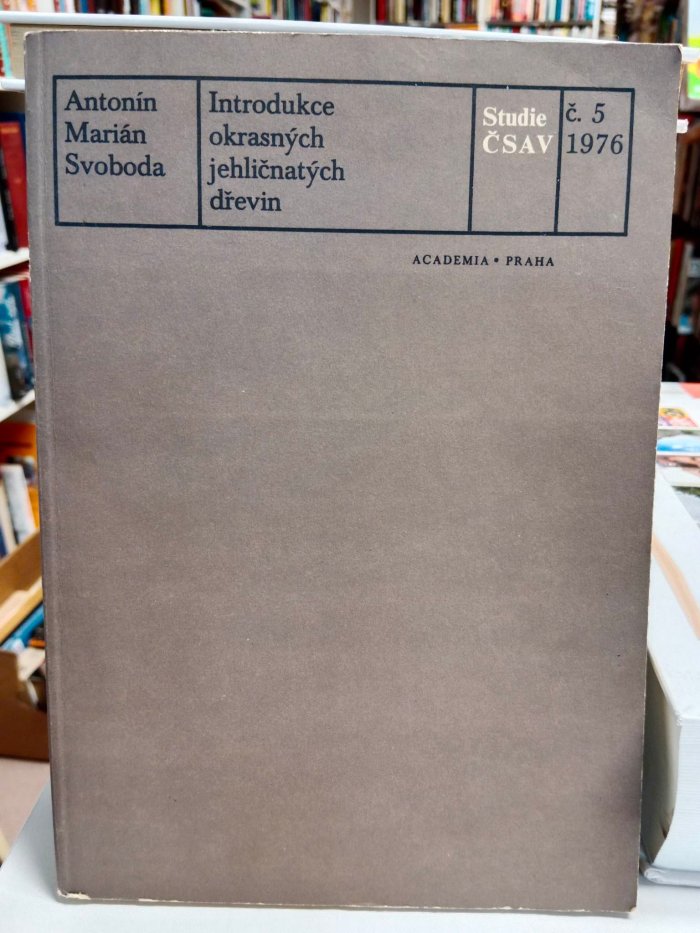 Antonín
Marián
Svoboda
Introdukce
okrasných
jehličnatých
dřevin
Studie
ČSAV
č. 5
1976
ACADEMIA • PRAHA